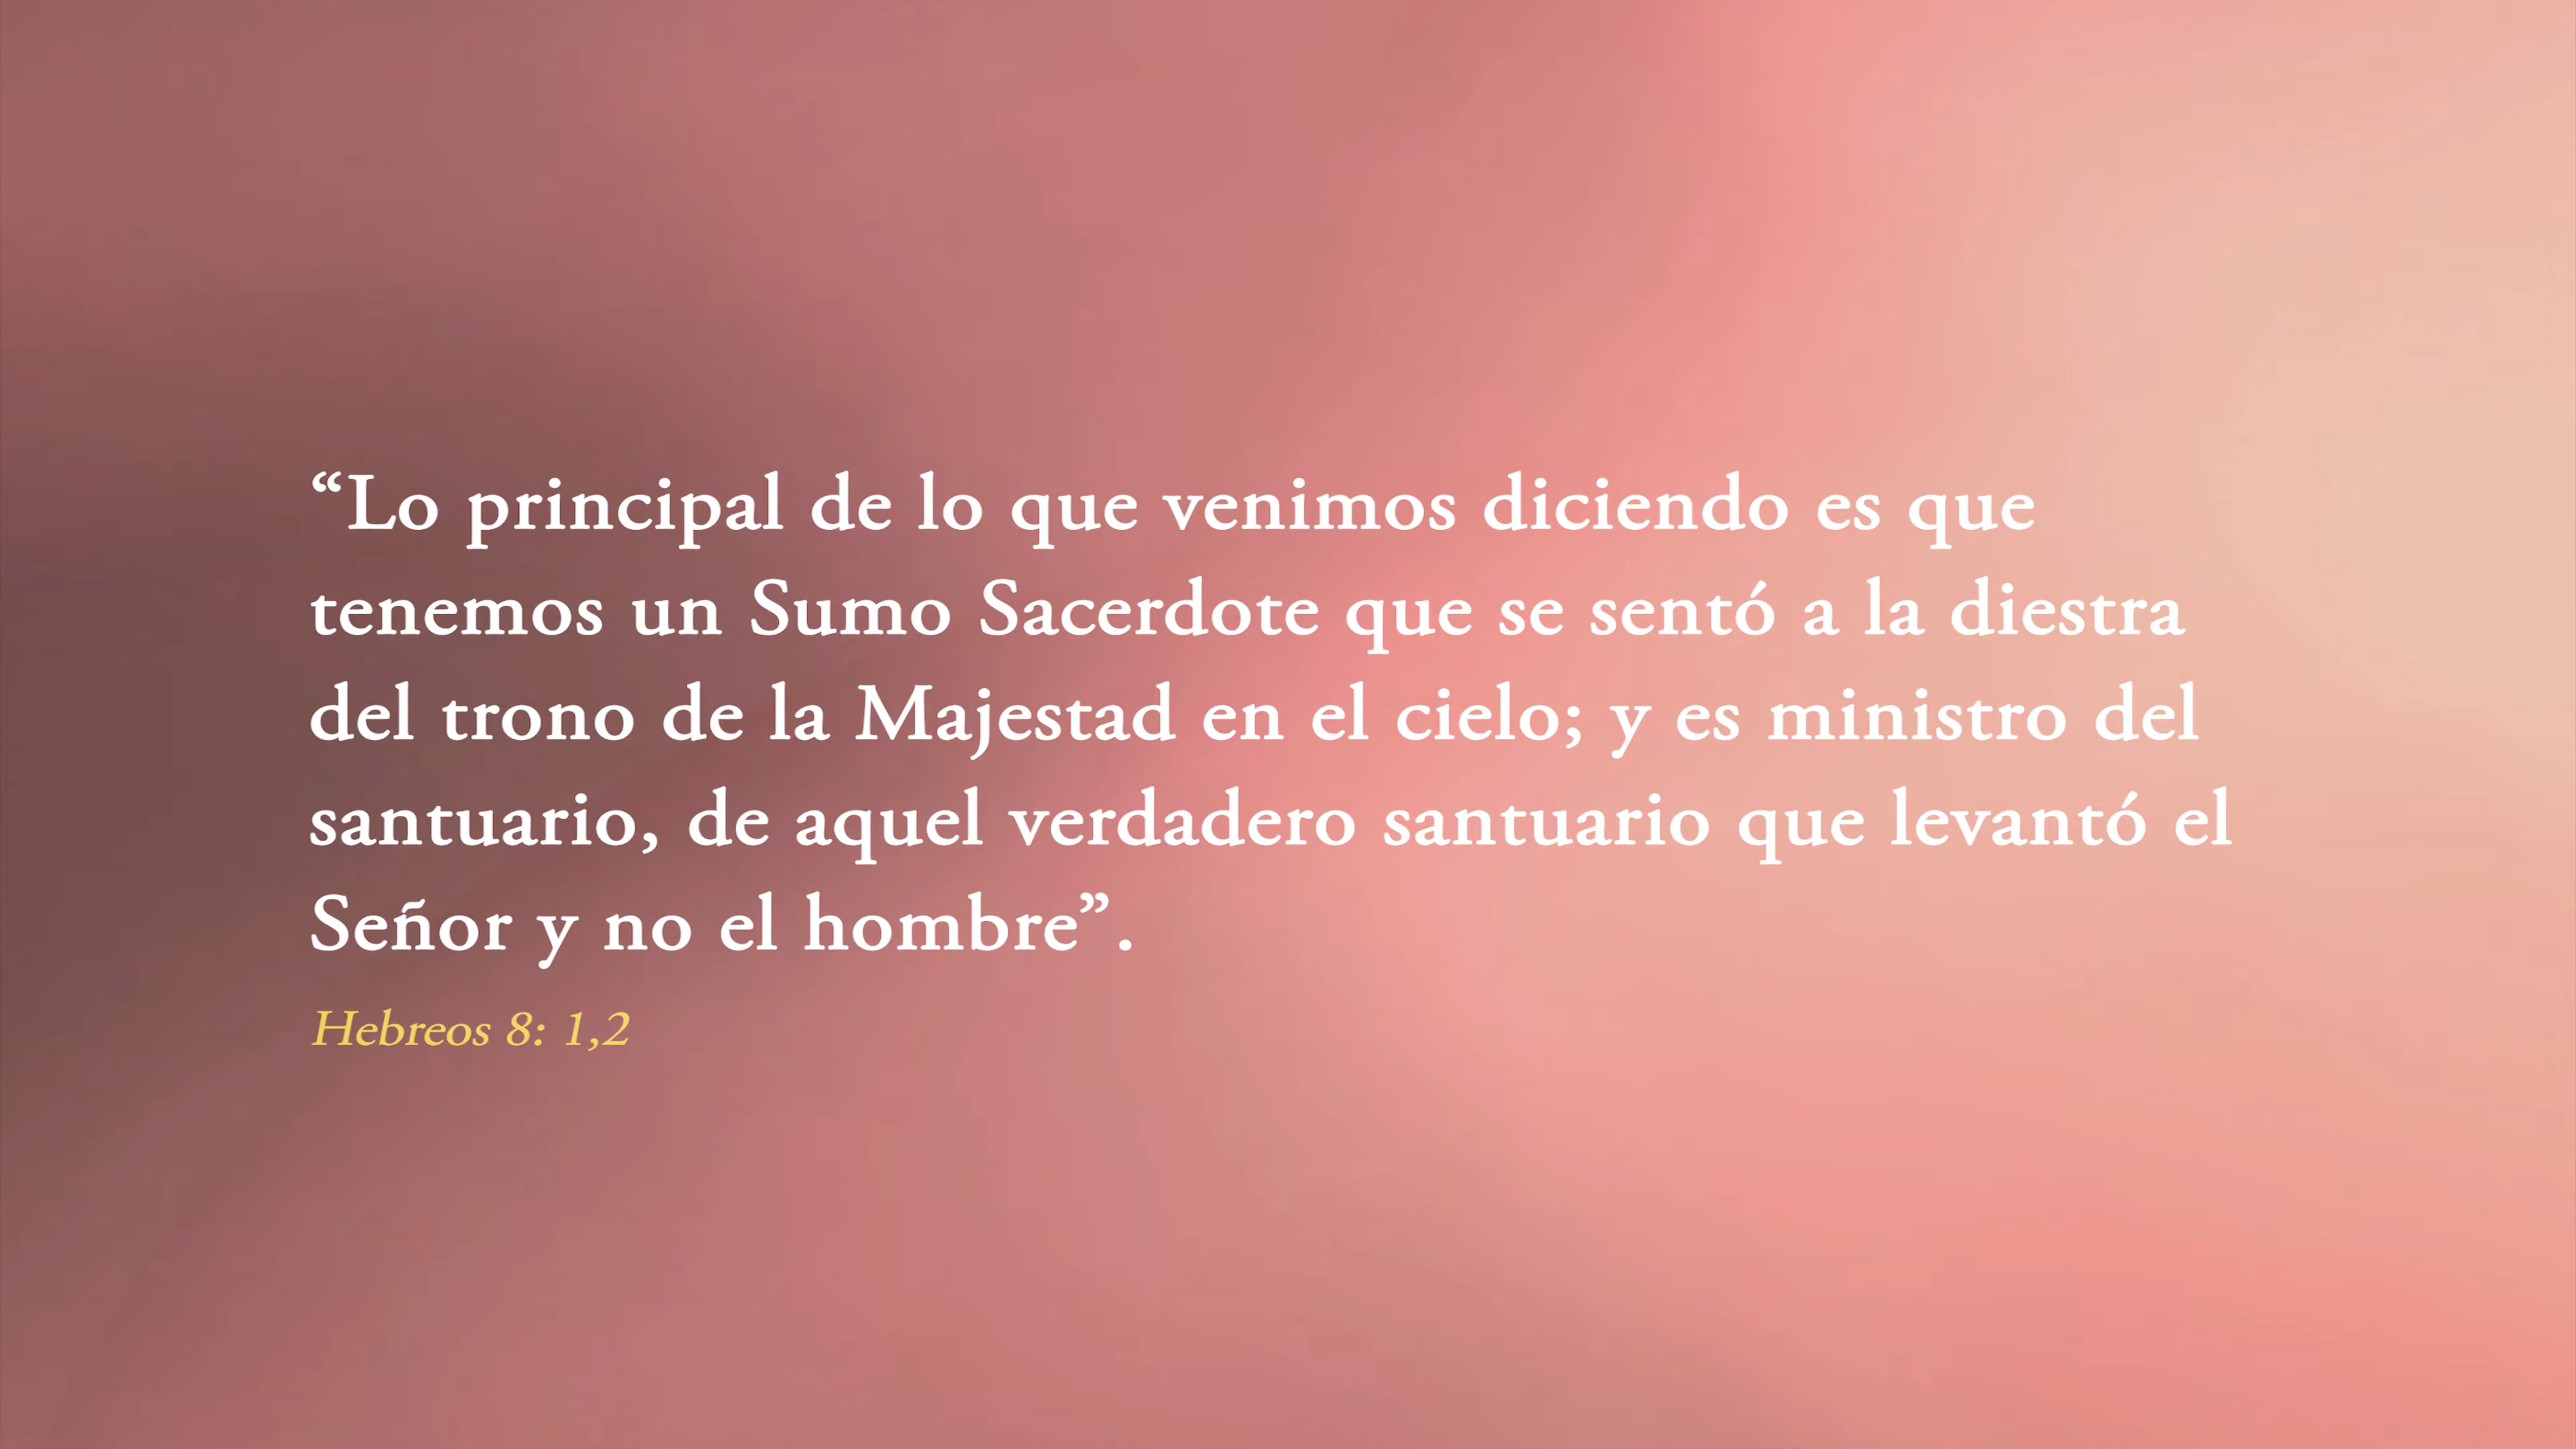 “Lo principal de lo que venimos diciendo es que
tenemos un Sumo Sacerdote que se sentó a la diestra
del trono de la Majestad en el cielo; y es ministro del
santuario, de aquel verdadero santuario que levantó el
Señor y no el hombre”.
Hebreos 8: 1,2